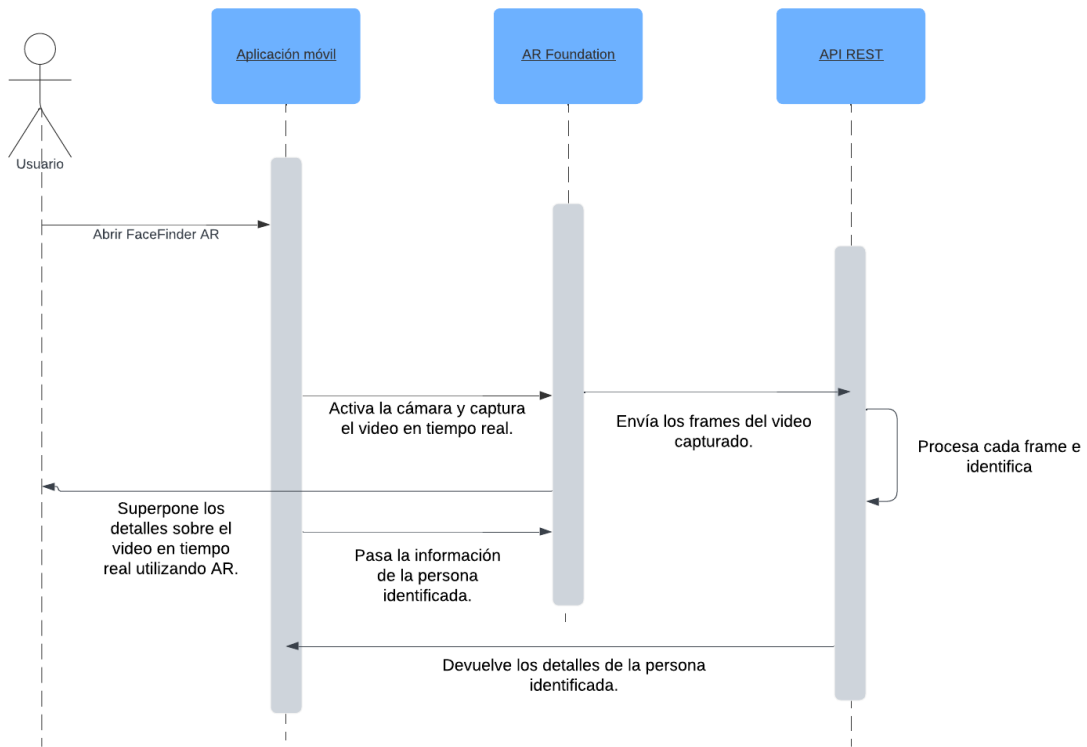 Aplicación móvil
AR Foundation
API REST
Usuario
Abrir FaceFinder AR
Activa la cámara y captura
el video en tiempo real.
Envía los frames del video
capturado.
Procesa cada frame e
identifica
Superpone los
detalles sobre el
video en tiempo
real utilizando AR.
Pasa la información
de la persona
identificada.
Devuelve los detalles de la persona
identificada.